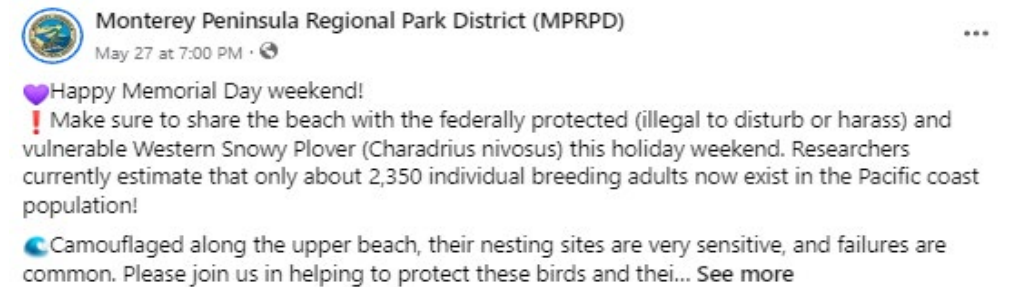 Monterey Peninsula Regional Park District (MPRPD)
May 27 at 7:00 PM ·
💜Happy Memorial Day weekend!
❗ Make sure to share the beach with the federally protected (illegal to disturb or harass) and
vulnerable Western Snowy Plover (Charadrius nivosus) this holiday weekend. Researchers
currently estimate that only about 2,350 individual breeding adults now exist in the Pacific coast
population!
🌊Camouflaged along the upper beach, their nesting sites are very sensitive, and failures are
common. Please join us in helping to protect these birds and thei... See more